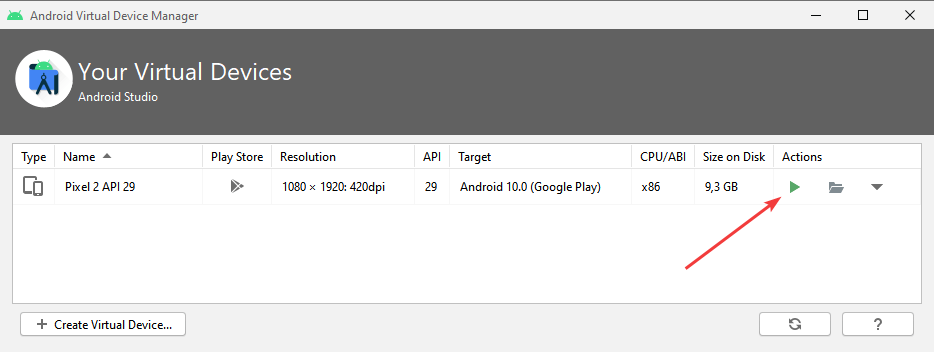 Android Virtual Device Manager
Your Virtual Devices
Android Studio
Type Name Play Store Resolution API Target CPU/ABI Size on Disk Actions
Pixel 2 API 29 1080 × 1920: 420dpi 29 Android 10.0 (Google Play) x86 9,3 GB
+ Create Virtual Device... ?